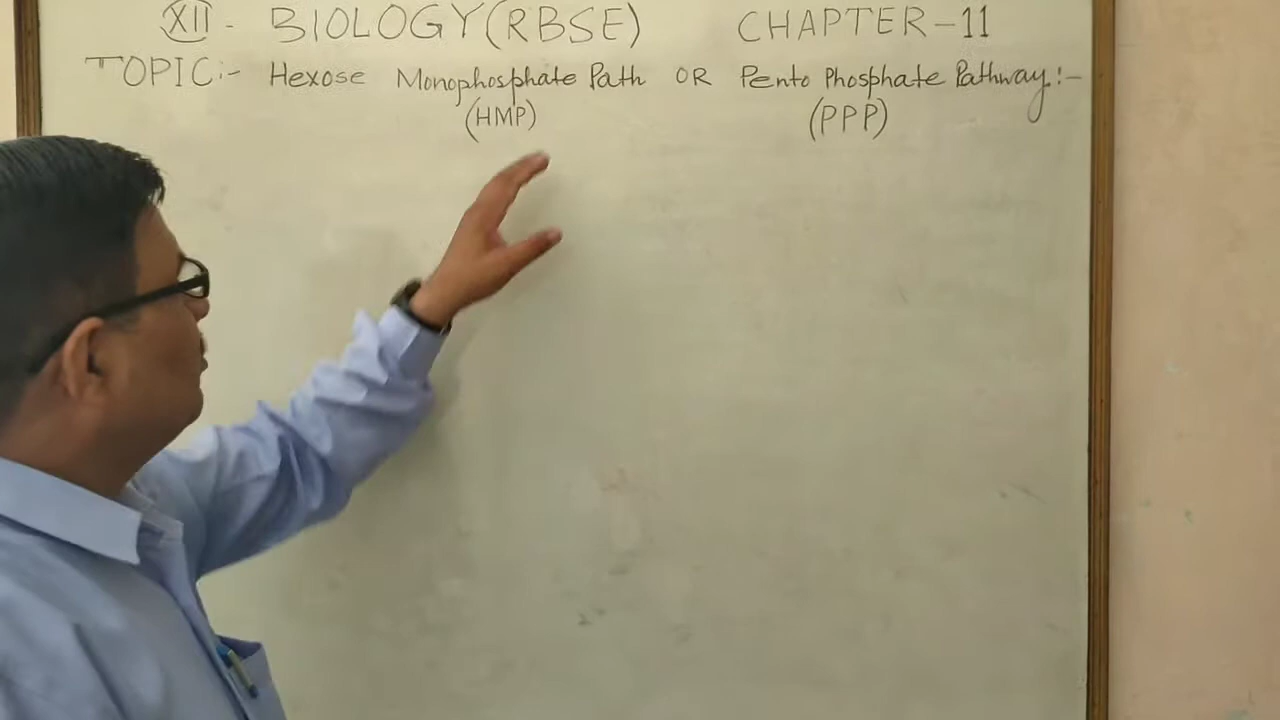 XII - BIOLOGY (RBSE) CHAPTER-11
TOPIC:- Hexose Monophosphate Path OR Pento Phosphate Pathway:-
(HMP) (PPP)